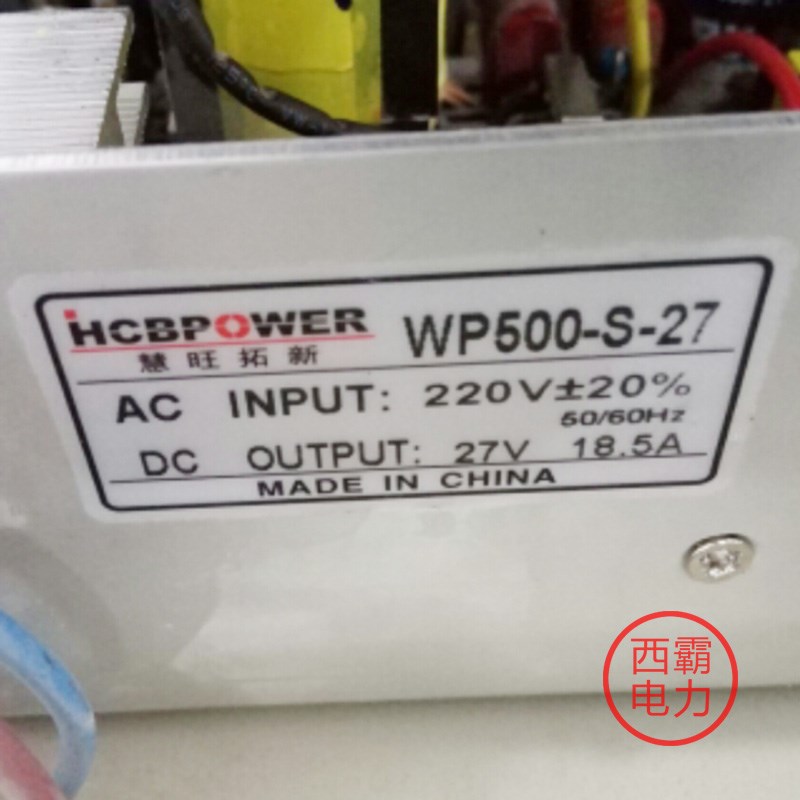 HCBPOWER
慧旺拓新
WP500-S-27
AC INPUT: 220V±20%
50/60Hz
DC OUTPUT: 27V 18.5A
MADE IN CHINA
西霸
电力